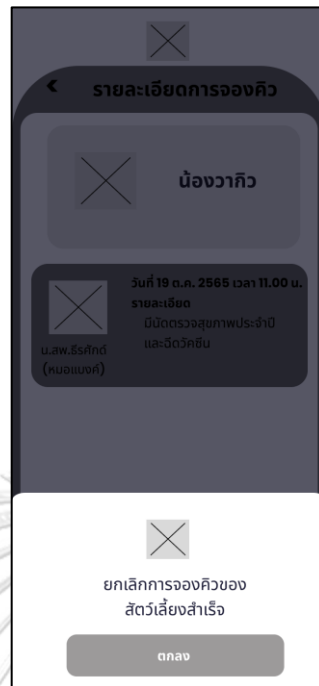 รายละเอียดการจองคิว
น้องวากิว
วันที่ 19 ต.ค. 2565 เวลา 11.00 น.
รายละเอียด
มีนัดตรวจสุขภาพประจำปี
และฉีดวัคซีน
น.สพ.ธีรศักด์
(หมอแบงค์)
ยกเลิกการจองคิวของ
สัตว์เลี้ยงสำเร็จ
ตกลง